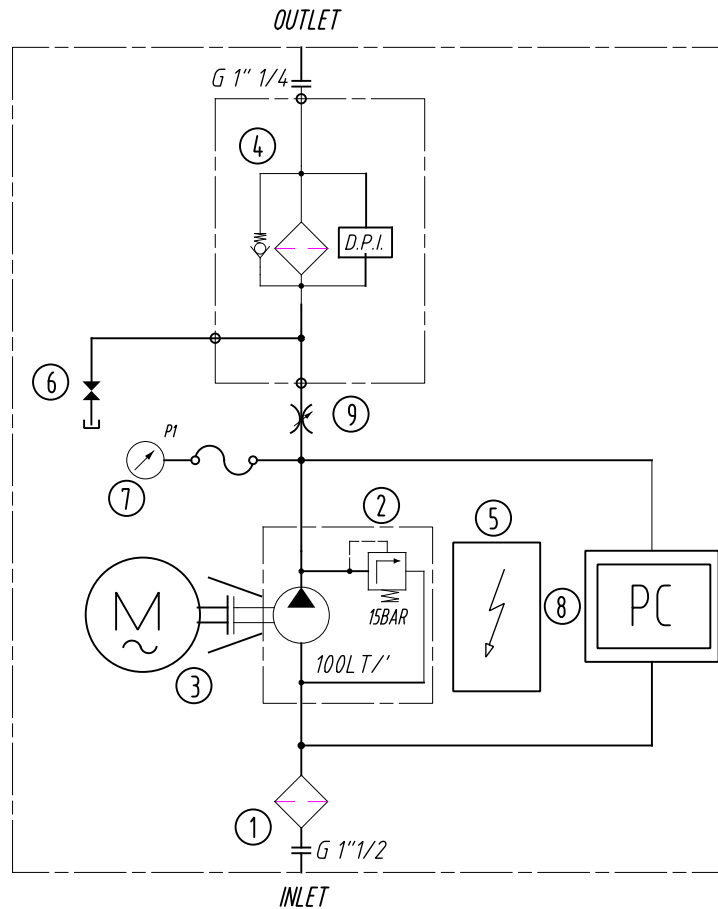 OUTLET
G 1" 1/4
4
D.P.I.
6
9
P1
7
2
5
15BAR
M
8
PC
100LT/'
3
1
G 1"1/2
INLET